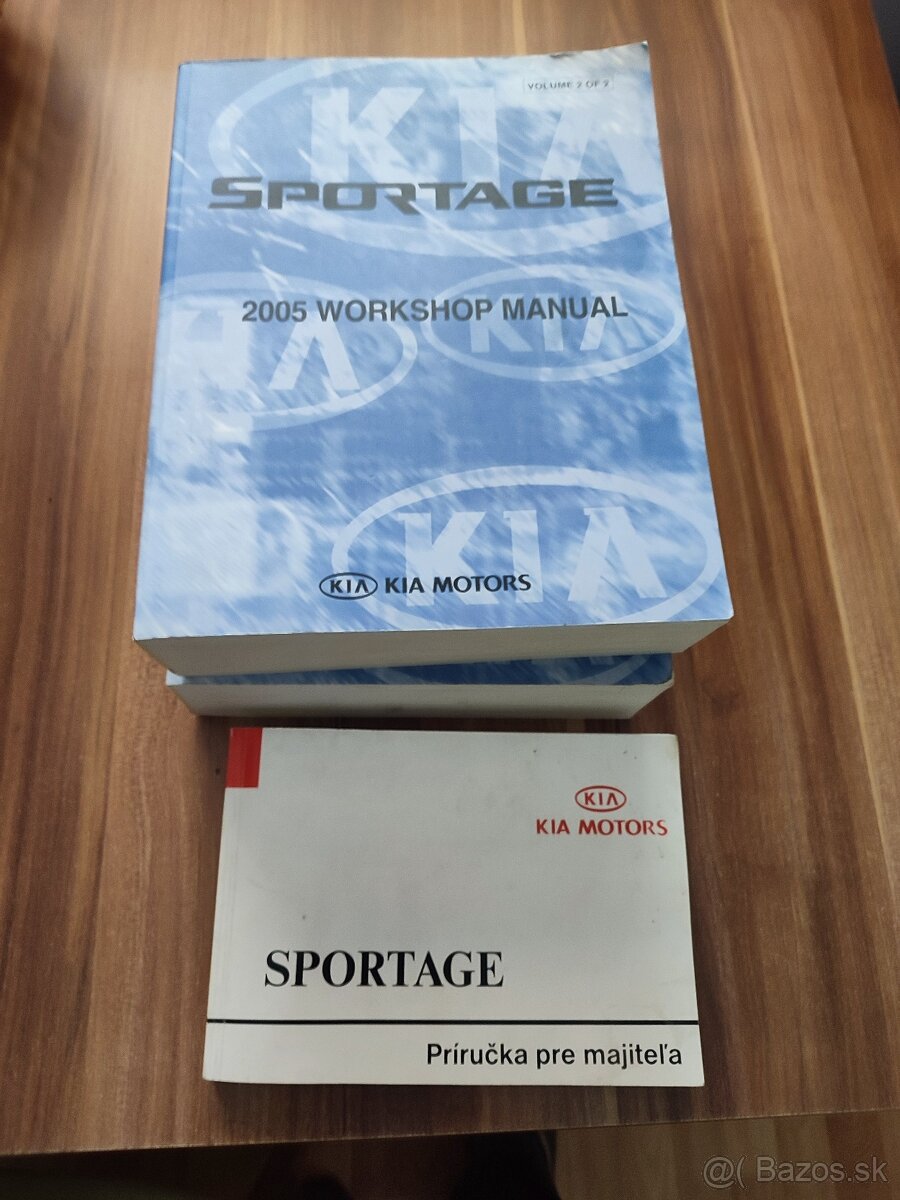 VOLUME 2 OF 2
KIA
SPORTAGE
2005 WORKSHOP MANUAL
KIA
KIA
KIA
KIA KIA MOTORS
KIA
KIA MOTORS
SPORTAGE
Príručka pre majiteľa
@( Bazos.sk